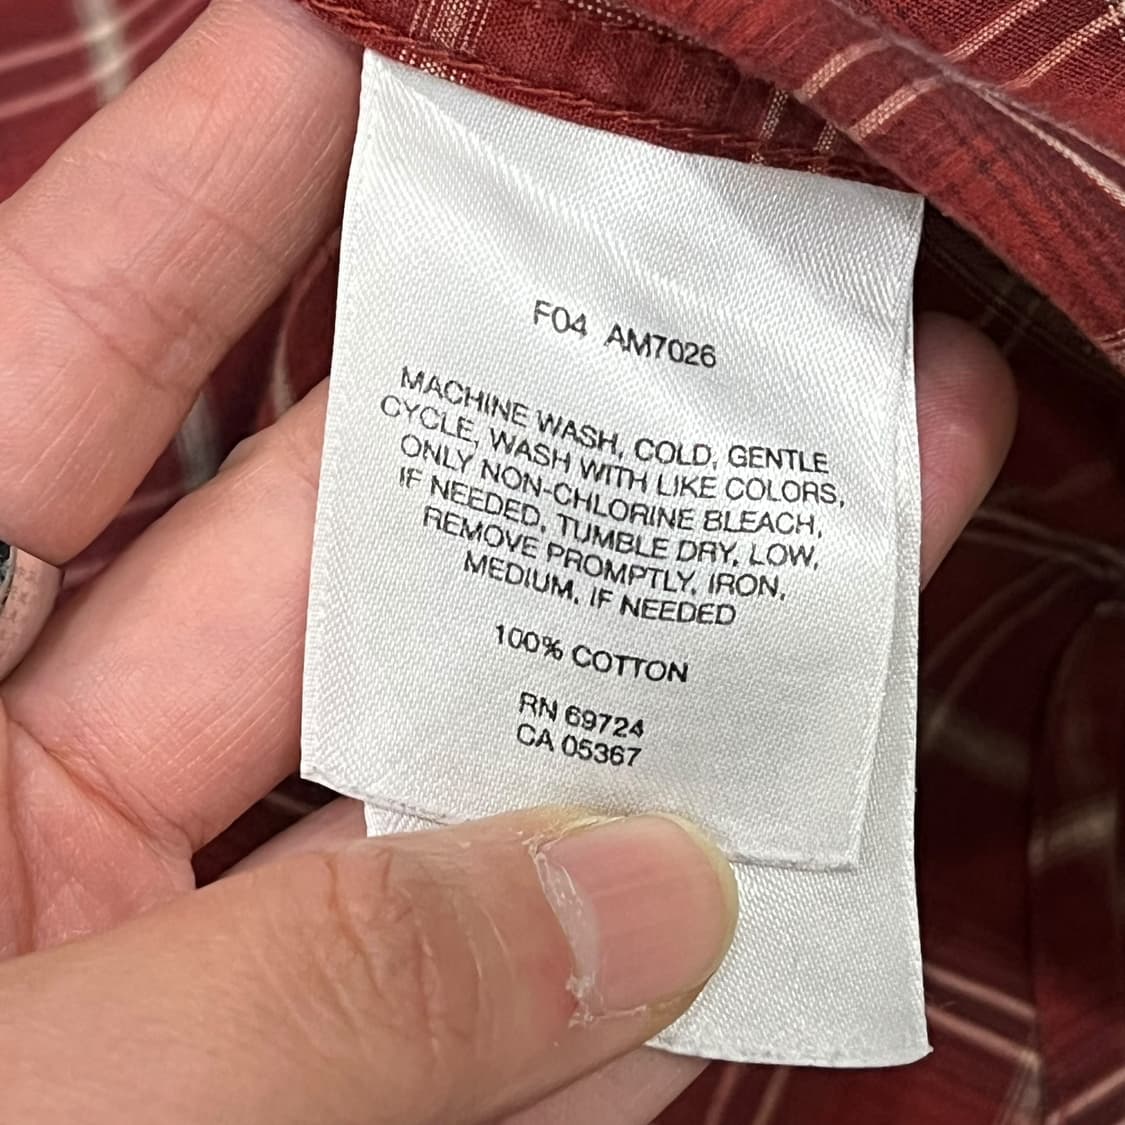 F04 AM7026
MACHINE WASH, COLD, GENTLE
CYCLE, WASH WITH LIKE COLORS,
ONLY NON-CHLORINE BLEACH,
IF NEEDED, TUMBLE DRY, LOW,
REMOVE PROMPTLY, IRON,
MEDIUM, IF NEEDED
100% COTTON
RN 69724
CA 05367